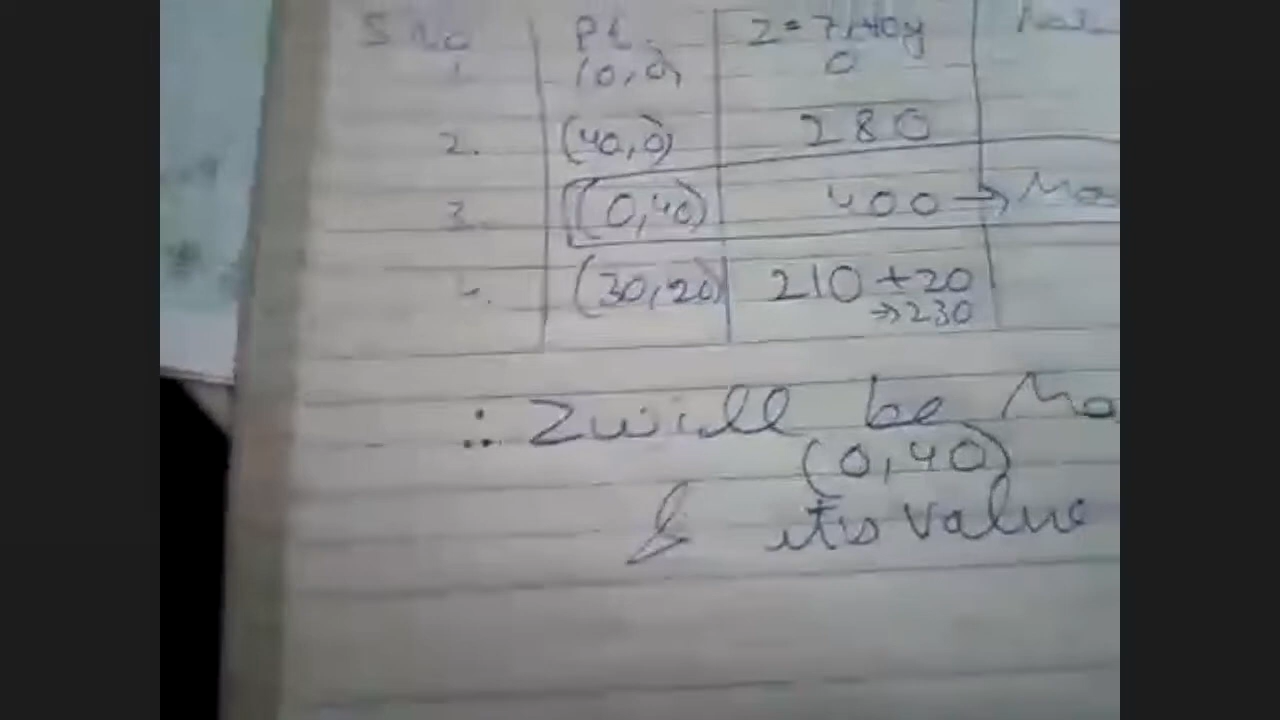 S No Pt. Z = 7x+10y
1. (0,0) 0
2. (40,0) 280
3. (0,40) 400 →
4. (30,20) 210 + 20
→ 230
∴ Z will be
(0,40)
& its value